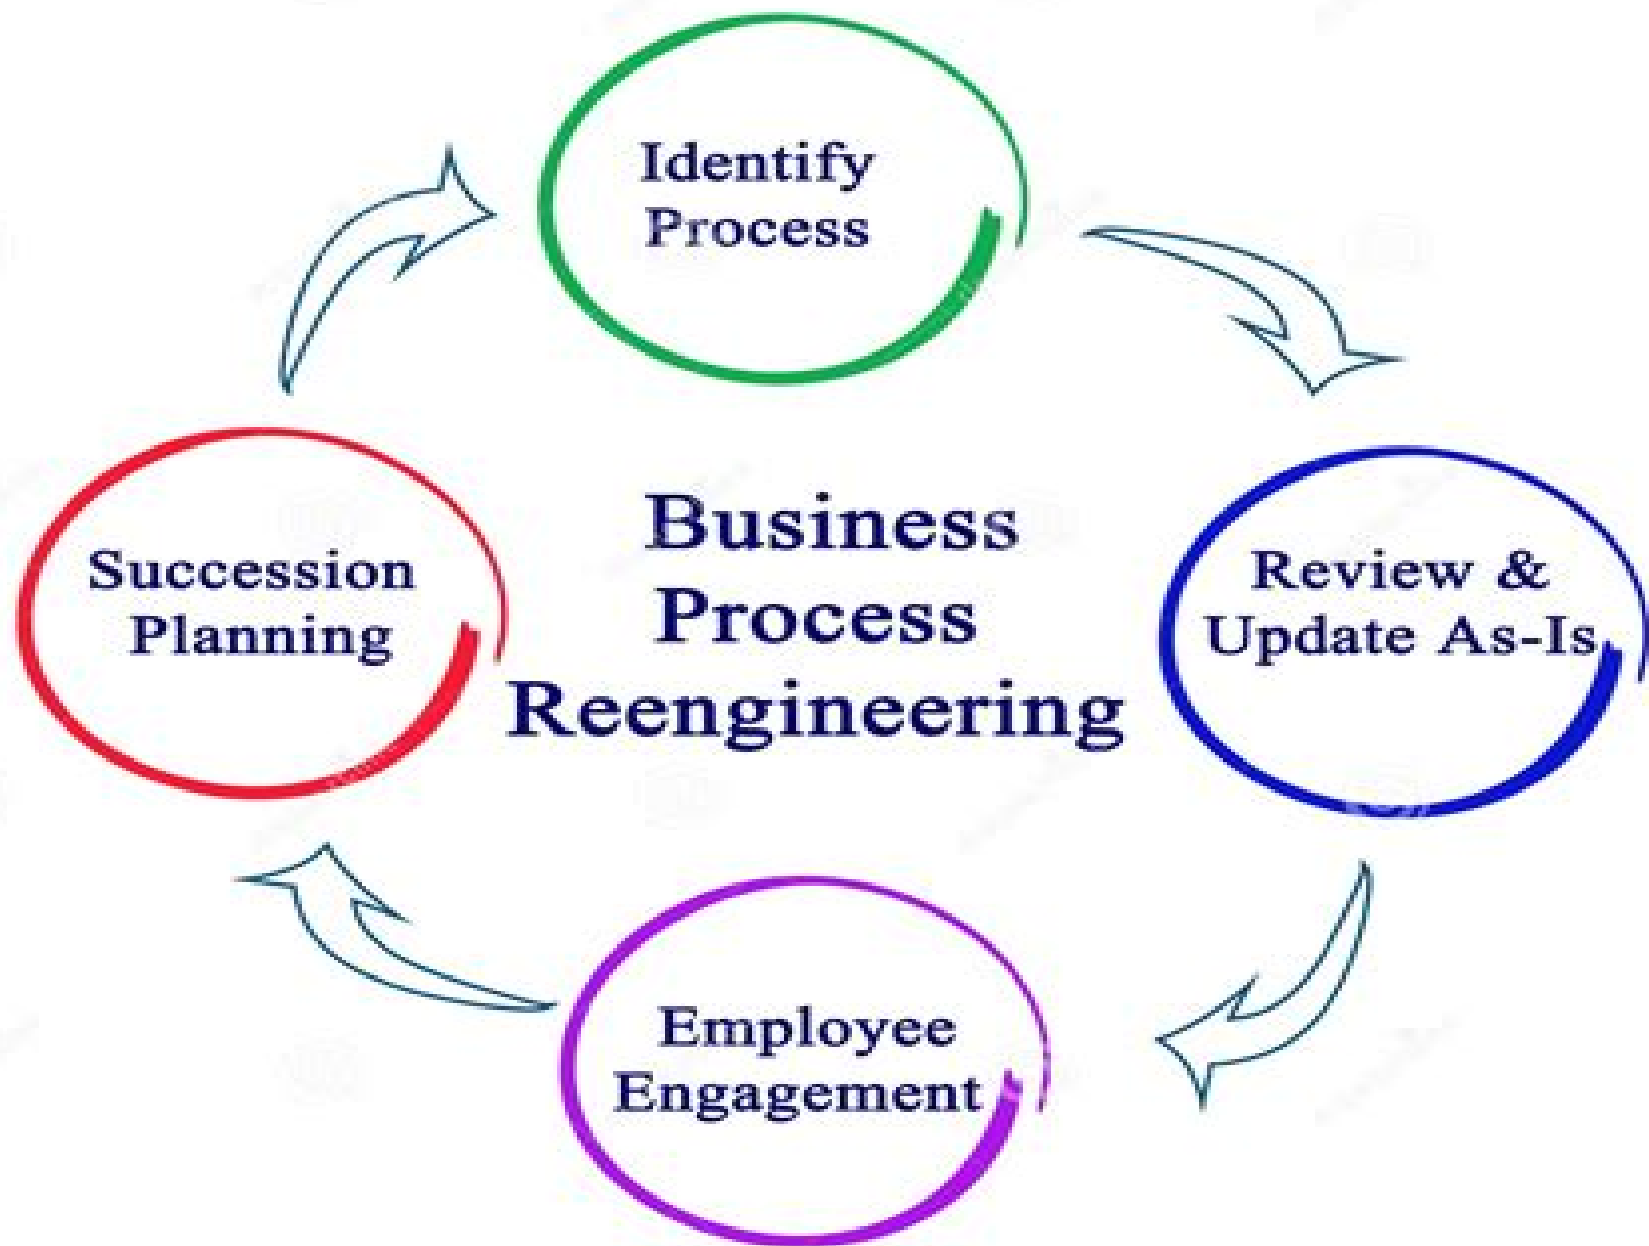 Identify
Process
Business
Process
Reengineering
Review &
Update As-Is
Employee
Engagement
Succession
Planning